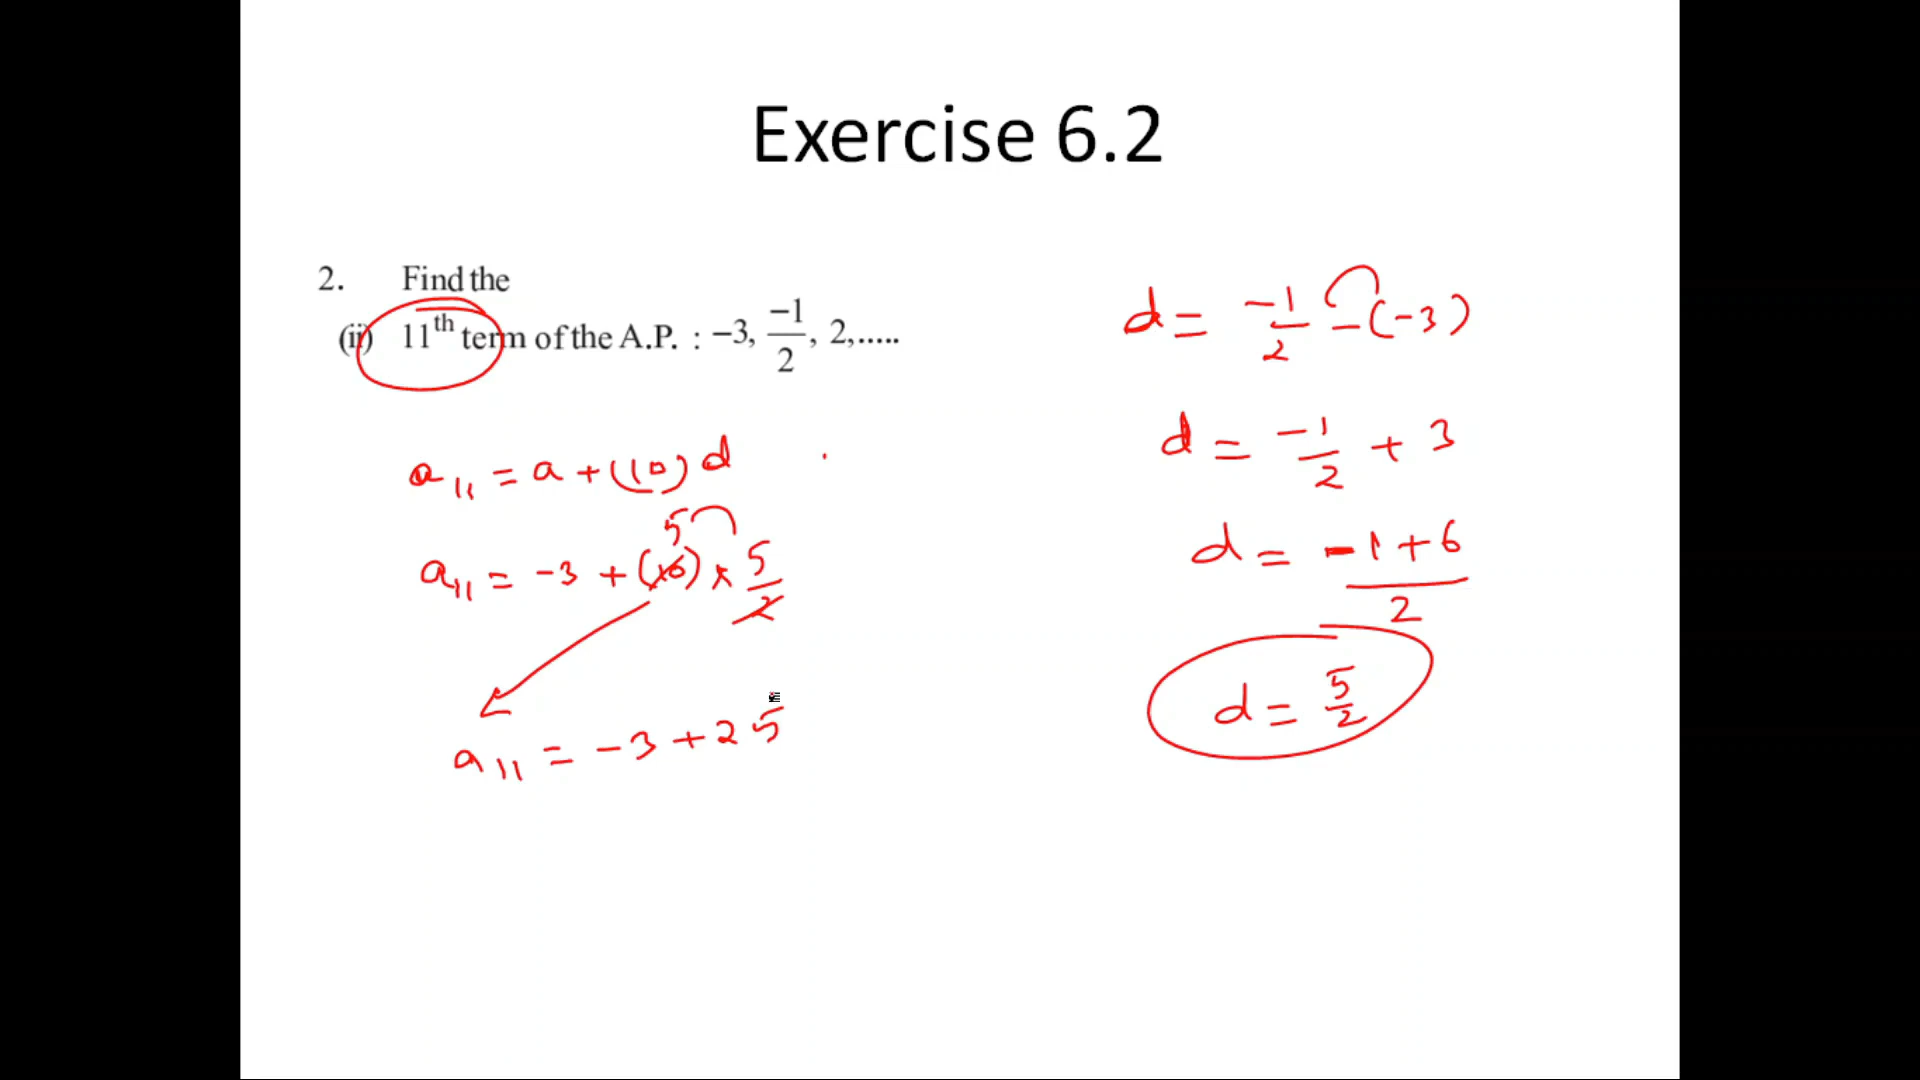 Exercise 6.2
2. Find the
(ii) 11th term of the A.P. : −3, −1/2, 2,.....
a11 = a + (10) d
5
a11 = -3 + (10) × 5/2
a11 = -3 + 25
d = -1/2 - (-3)
d = -1/2 + 3
d = -1+6/2
d = 5/2